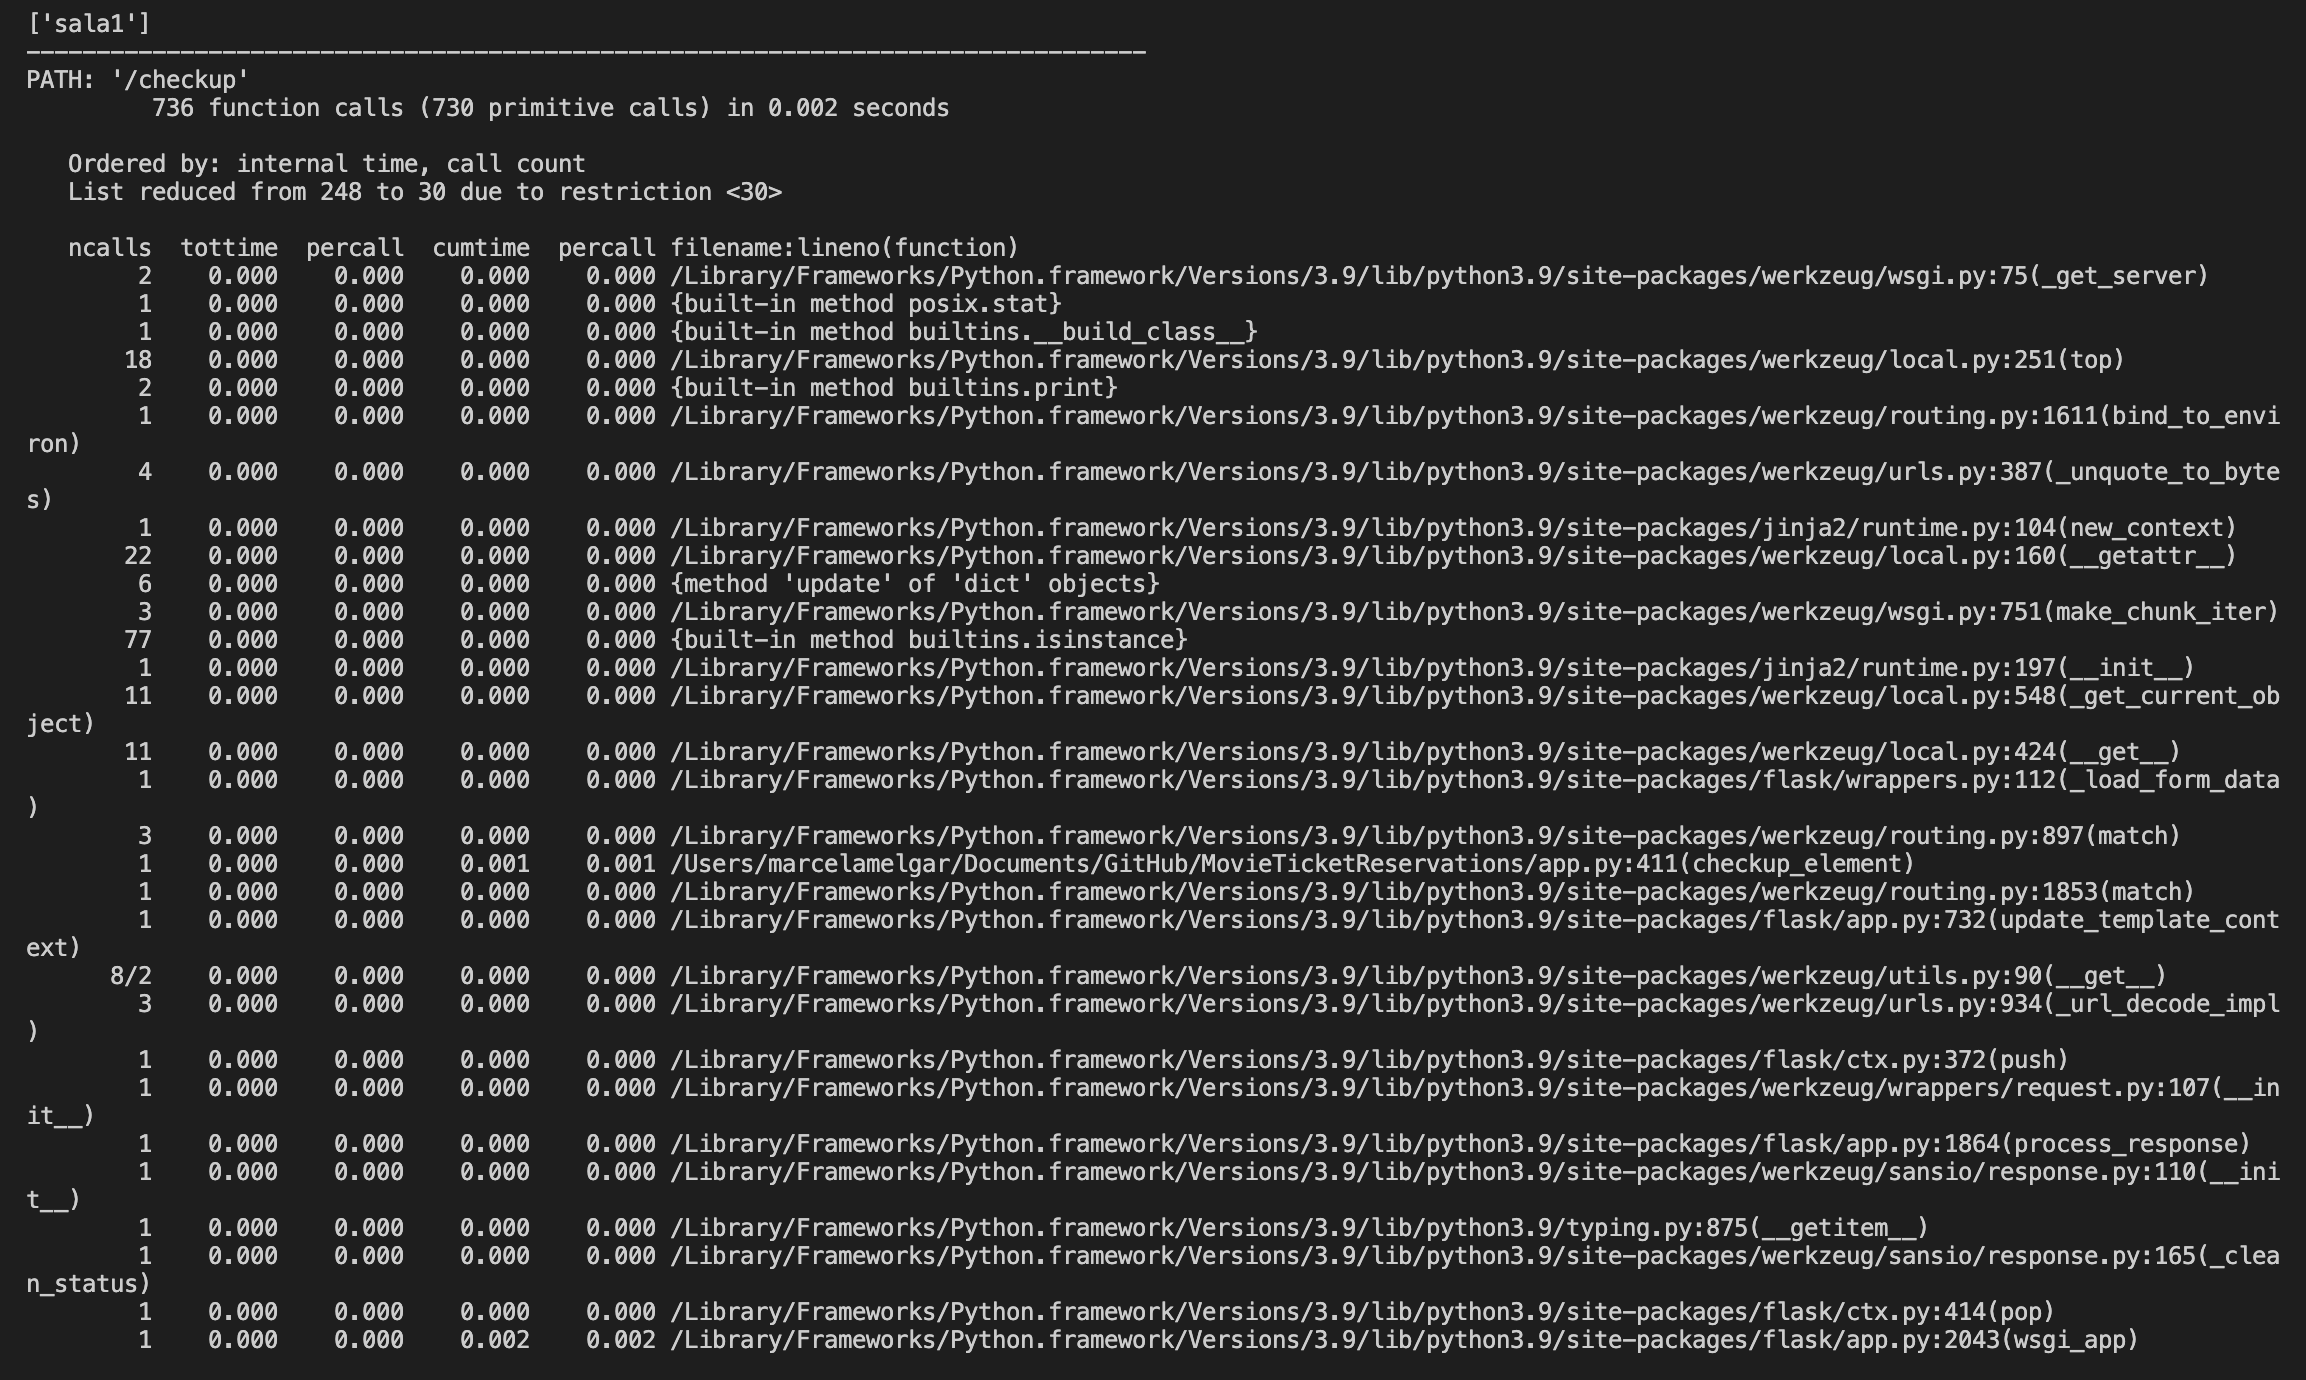 ['sala1']
--------------------------------------------------------------------------------
PATH: '/checkup'
         736 function calls (730 primitive calls) in 0.002 seconds

   Ordered by: internal time, call count
   List reduced from 248 to 30 due to restriction <30>

   ncalls  tottime  percall  cumtime  percall filename:lineno(function)
        2    0.000    0.000    0.000    0.000 /Library/Frameworks/Python.framework/Versions/3.9/lib/python3.9/site-packages/werkzeug/wsgi.py:75(_get_server)
        1    0.000    0.000    0.000    0.000 {built-in method posix.stat}
        1    0.000    0.000    0.000    0.000 {built-in method builtins.__build_class__}
       18    0.000    0.000    0.000    0.000 /Library/Frameworks/Python.framework/Versions/3.9/lib/python3.9/site-packages/werkzeug/local.py:251(top)
        2    0.000    0.000    0.000    0.000 {built-in method builtins.print}
        1    0.000    0.000    0.000    0.000 /Library/Frameworks/Python.framework/Versions/3.9/lib/python3.9/site-packages/werkzeug/routing.py:1611(bind_to_envi
ron)
        4    0.000    0.000    0.000    0.000 /Library/Frameworks/Python.framework/Versions/3.9/lib/python3.9/site-packages/werkzeug/urls.py:387(_unquote_to_byte
s)
        1    0.000    0.000    0.000    0.000 /Library/Frameworks/Python.framework/Versions/3.9/lib/python3.9/site-packages/jinja2/runtime.py:104(new_context)
       22    0.000    0.000    0.000    0.000 /Library/Frameworks/Python.framework/Versions/3.9/lib/python3.9/site-packages/werkzeug/local.py:160(__getattr__)
        6    0.000    0.000    0.000    0.000 {method 'update' of 'dict' objects}
        3    0.000    0.000    0.000    0.000 /Library/Frameworks/Python.framework/Versions/3.9/lib/python3.9/site-packages/werkzeug/wsgi.py:751(make_chunk_iter)
       77    0.000    0.000    0.000    0.000 {built-in method builtins.isinstance}
        1    0.000    0.000    0.000    0.000 /Library/Frameworks/Python.framework/Versions/3.9/lib/python3.9/site-packages/jinja2/runtime.py:197(__init__)
       11    0.000    0.000    0.000    0.000 /Library/Frameworks/Python.framework/Versions/3.9/lib/python3.9/site-packages/werkzeug/local.py:548(_get_current_ob
ject)
       11    0.000    0.000    0.000    0.000 /Library/Frameworks/Python.framework/Versions/3.9/lib/python3.9/site-packages/werkzeug/local.py:424(__get__)
        1    0.000    0.000    0.000    0.000 /Library/Frameworks/Python.framework/Versions/3.9/lib/python3.9/site-packages/flask/wrappers.py:112(_load_form_data
)
        3    0.000    0.000    0.000    0.000 /Library/Frameworks/Python.framework/Versions/3.9/lib/python3.9/site-packages/werkzeug/routing.py:897(match)
        1    0.000    0.000    0.001    0.001 /Users/marcelamelgar/Documents/GitHub/MovieTicketReservations/app.py:411(checkup_element)
        1    0.000    0.000    0.000    0.000 /Library/Frameworks/Python.framework/Versions/3.9/lib/python3.9/site-packages/werkzeug/routing.py:1853(match)
        1    0.000    0.000    0.000    0.000 /Library/Frameworks/Python.framework/Versions/3.9/lib/python3.9/site-packages/flask/app.py:732(update_template_cont
ext)
      8/2    0.000    0.000    0.000    0.000 /Library/Frameworks/Python.framework/Versions/3.9/lib/python3.9/site-packages/werkzeug/utils.py:90(__get__)
        3    0.000    0.000    0.000    0.000 /Library/Frameworks/Python.framework/Versions/3.9/lib/python3.9/site-packages/werkzeug/urls.py:934(_url_decode_impl
)
        1    0.000    0.000    0.000    0.000 /Library/Frameworks/Python.framework/Versions/3.9/lib/python3.9/site-packages/flask/ctx.py:372(push)
        1    0.000    0.000    0.000    0.000 /Library/Frameworks/Python.framework/Versions/3.9/lib/python3.9/site-packages/werkzeug/wrappers/request.py:107(__in
it__)
        1    0.000    0.000    0.000    0.000 /Library/Frameworks/Python.framework/Versions/3.9/lib/python3.9/site-packages/flask/app.py:1864(process_response)
        1    0.000    0.000    0.000    0.000 /Library/Frameworks/Python.framework/Versions/3.9/lib/python3.9/site-packages/werkzeug/sansio/response.py:110(__ini
t__)
        1    0.000    0.000    0.000    0.000 /Library/Frameworks/Python.framework/Versions/3.9/lib/python3.9/typing.py:875(__getitem__)
        1    0.000    0.000    0.000    0.000 /Library/Frameworks/Python.framework/Versions/3.9/lib/python3.9/site-packages/werkzeug/sansio/response.py:165(_clea
n_status)
        1    0.000    0.000    0.000    0.000 /Library/Frameworks/Python.framework/Versions/3.9/lib/python3.9/site-packages/flask/ctx.py:414(pop)
        1    0.000    0.000    0.002    0.002 /Library/Frameworks/Python.framework/Versions/3.9/lib/python3.9/site-packages/flask/app.py:2043(wsgi_app)